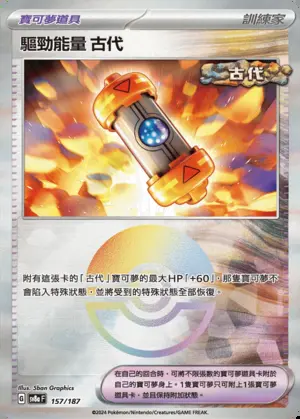 寶可夢道具
訓練家
驅勁能量 古代
古代
附有這張卡的「古代」寶可夢的最大HP「+60」,那隻寶可夢不
會陷入特殊狀態,並將受到的特殊狀態全部恢復。
Illus. 5ban Graphics
G sv8a F 157/187
在自己的回合時,可將不限張數的寶可夢道具卡附於
自己的寶可夢身上。1隻寶可夢只可附上1張寶可夢道
具卡,並且保持附加狀態。
©2024 Pokémon/Nintendo/Creatures/GAME FREAK.